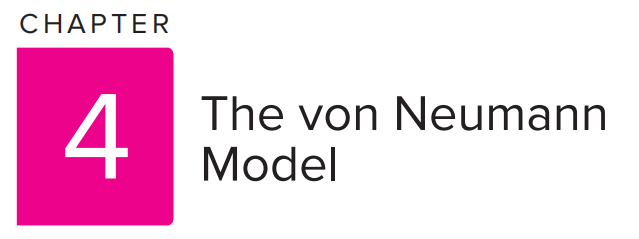 CHAPTER
4
The von Neumann
Model